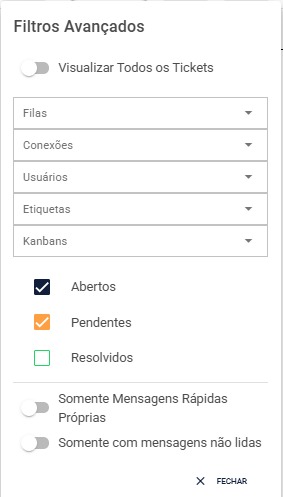 Filtros Avançados
Visualizar Todos os Tickets
Filas
Conexões
Usuários
Etiquetas
Kanbans
Abertos
Pendentes
Resolvidos
Somente Mensagens Rápidas
Próprias
Somente com mensagens não lidas
FECHAR